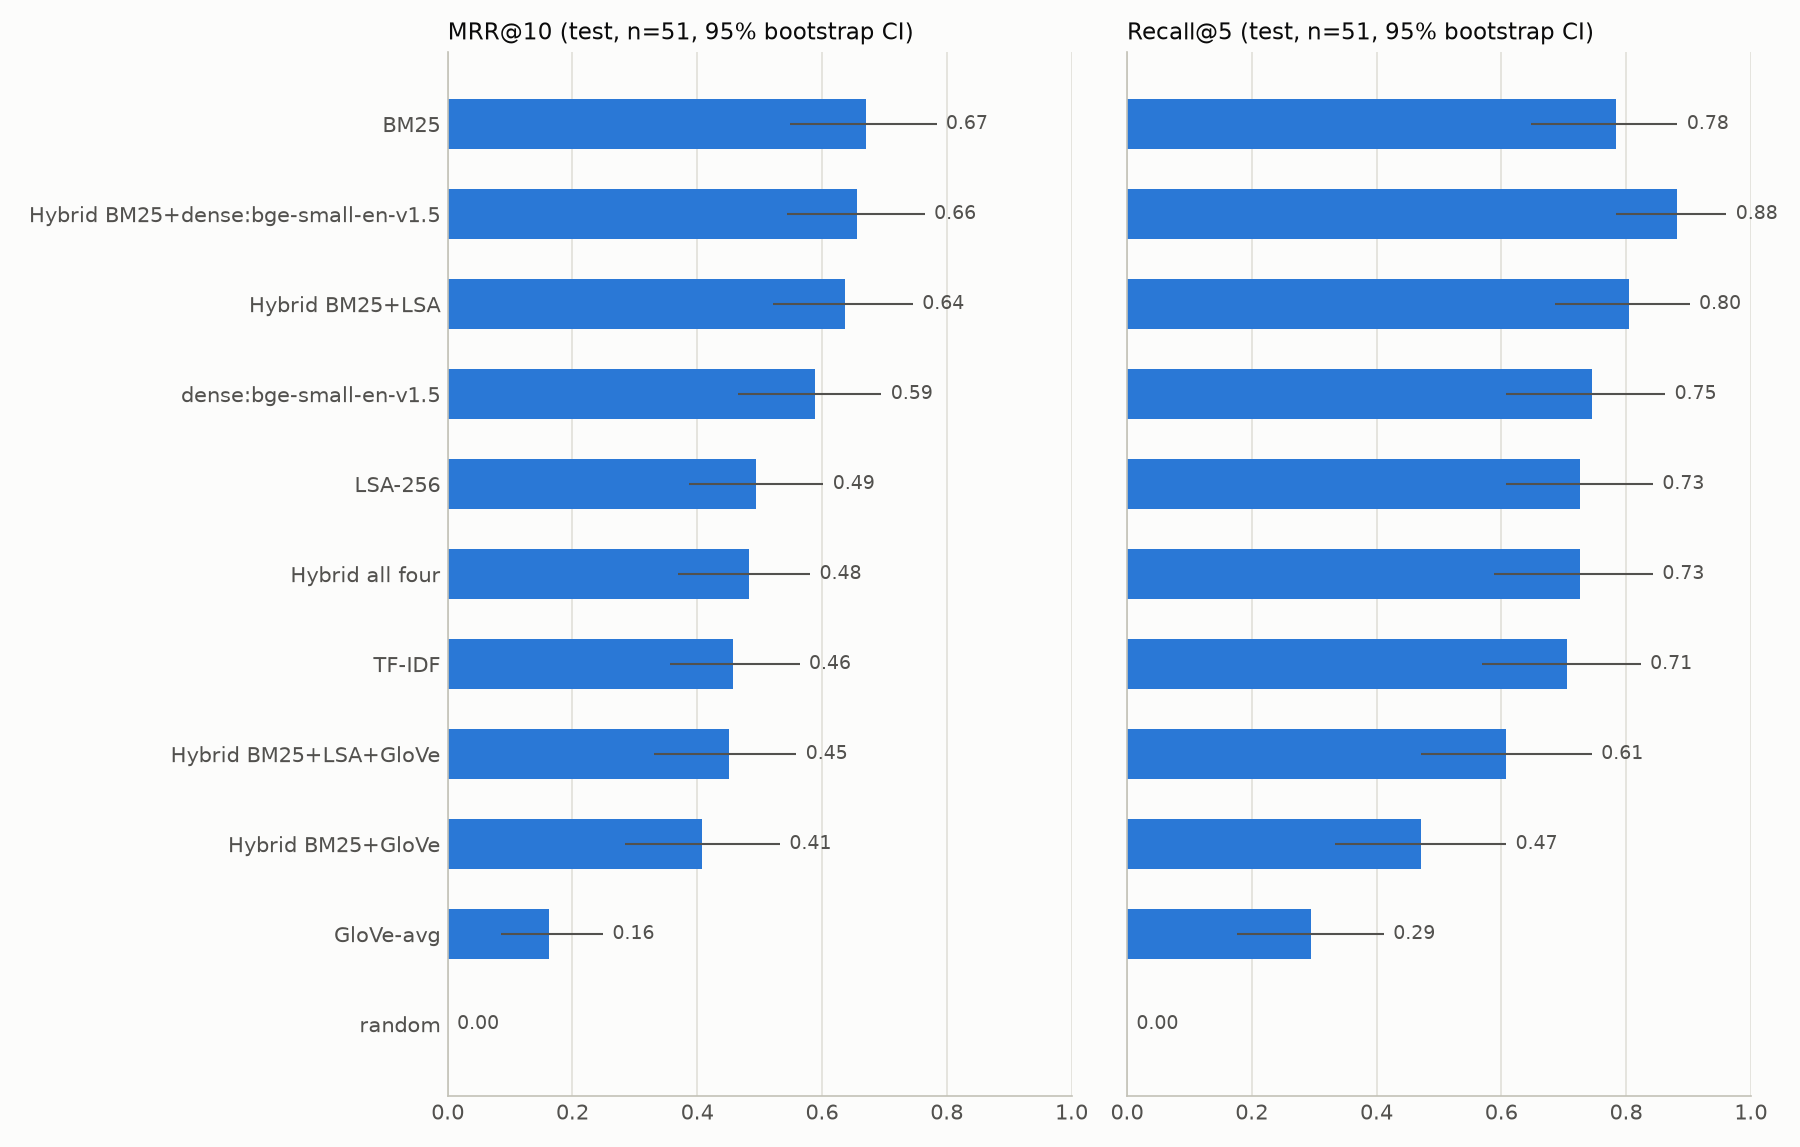 MRR@10 (test, n=51, 95% bootstrap CI)
Recall@5 (test, n=51, 95% bootstrap CI)
BM25 0.67 0.78
Hybrid BM25+dense:bge-small-en-v1.5 0.66 0.88
Hybrid BM25+LSA 0.64 0.80
dense:bge-small-en-v1.5 0.59 0.75
LSA-256 0.49 0.73
Hybrid all four 0.48 0.73
TF-IDF 0.46 0.71
Hybrid BM25+LSA+GloVe 0.45 0.61
Hybrid BM25+GloVe 0.41 0.47
GloVe-avg 0.16 0.29
random 0.00 0.00
0.0 0.2 0.4 0.6 0.8 1.0
0.0 0.2 0.4 0.6 0.8 1.0